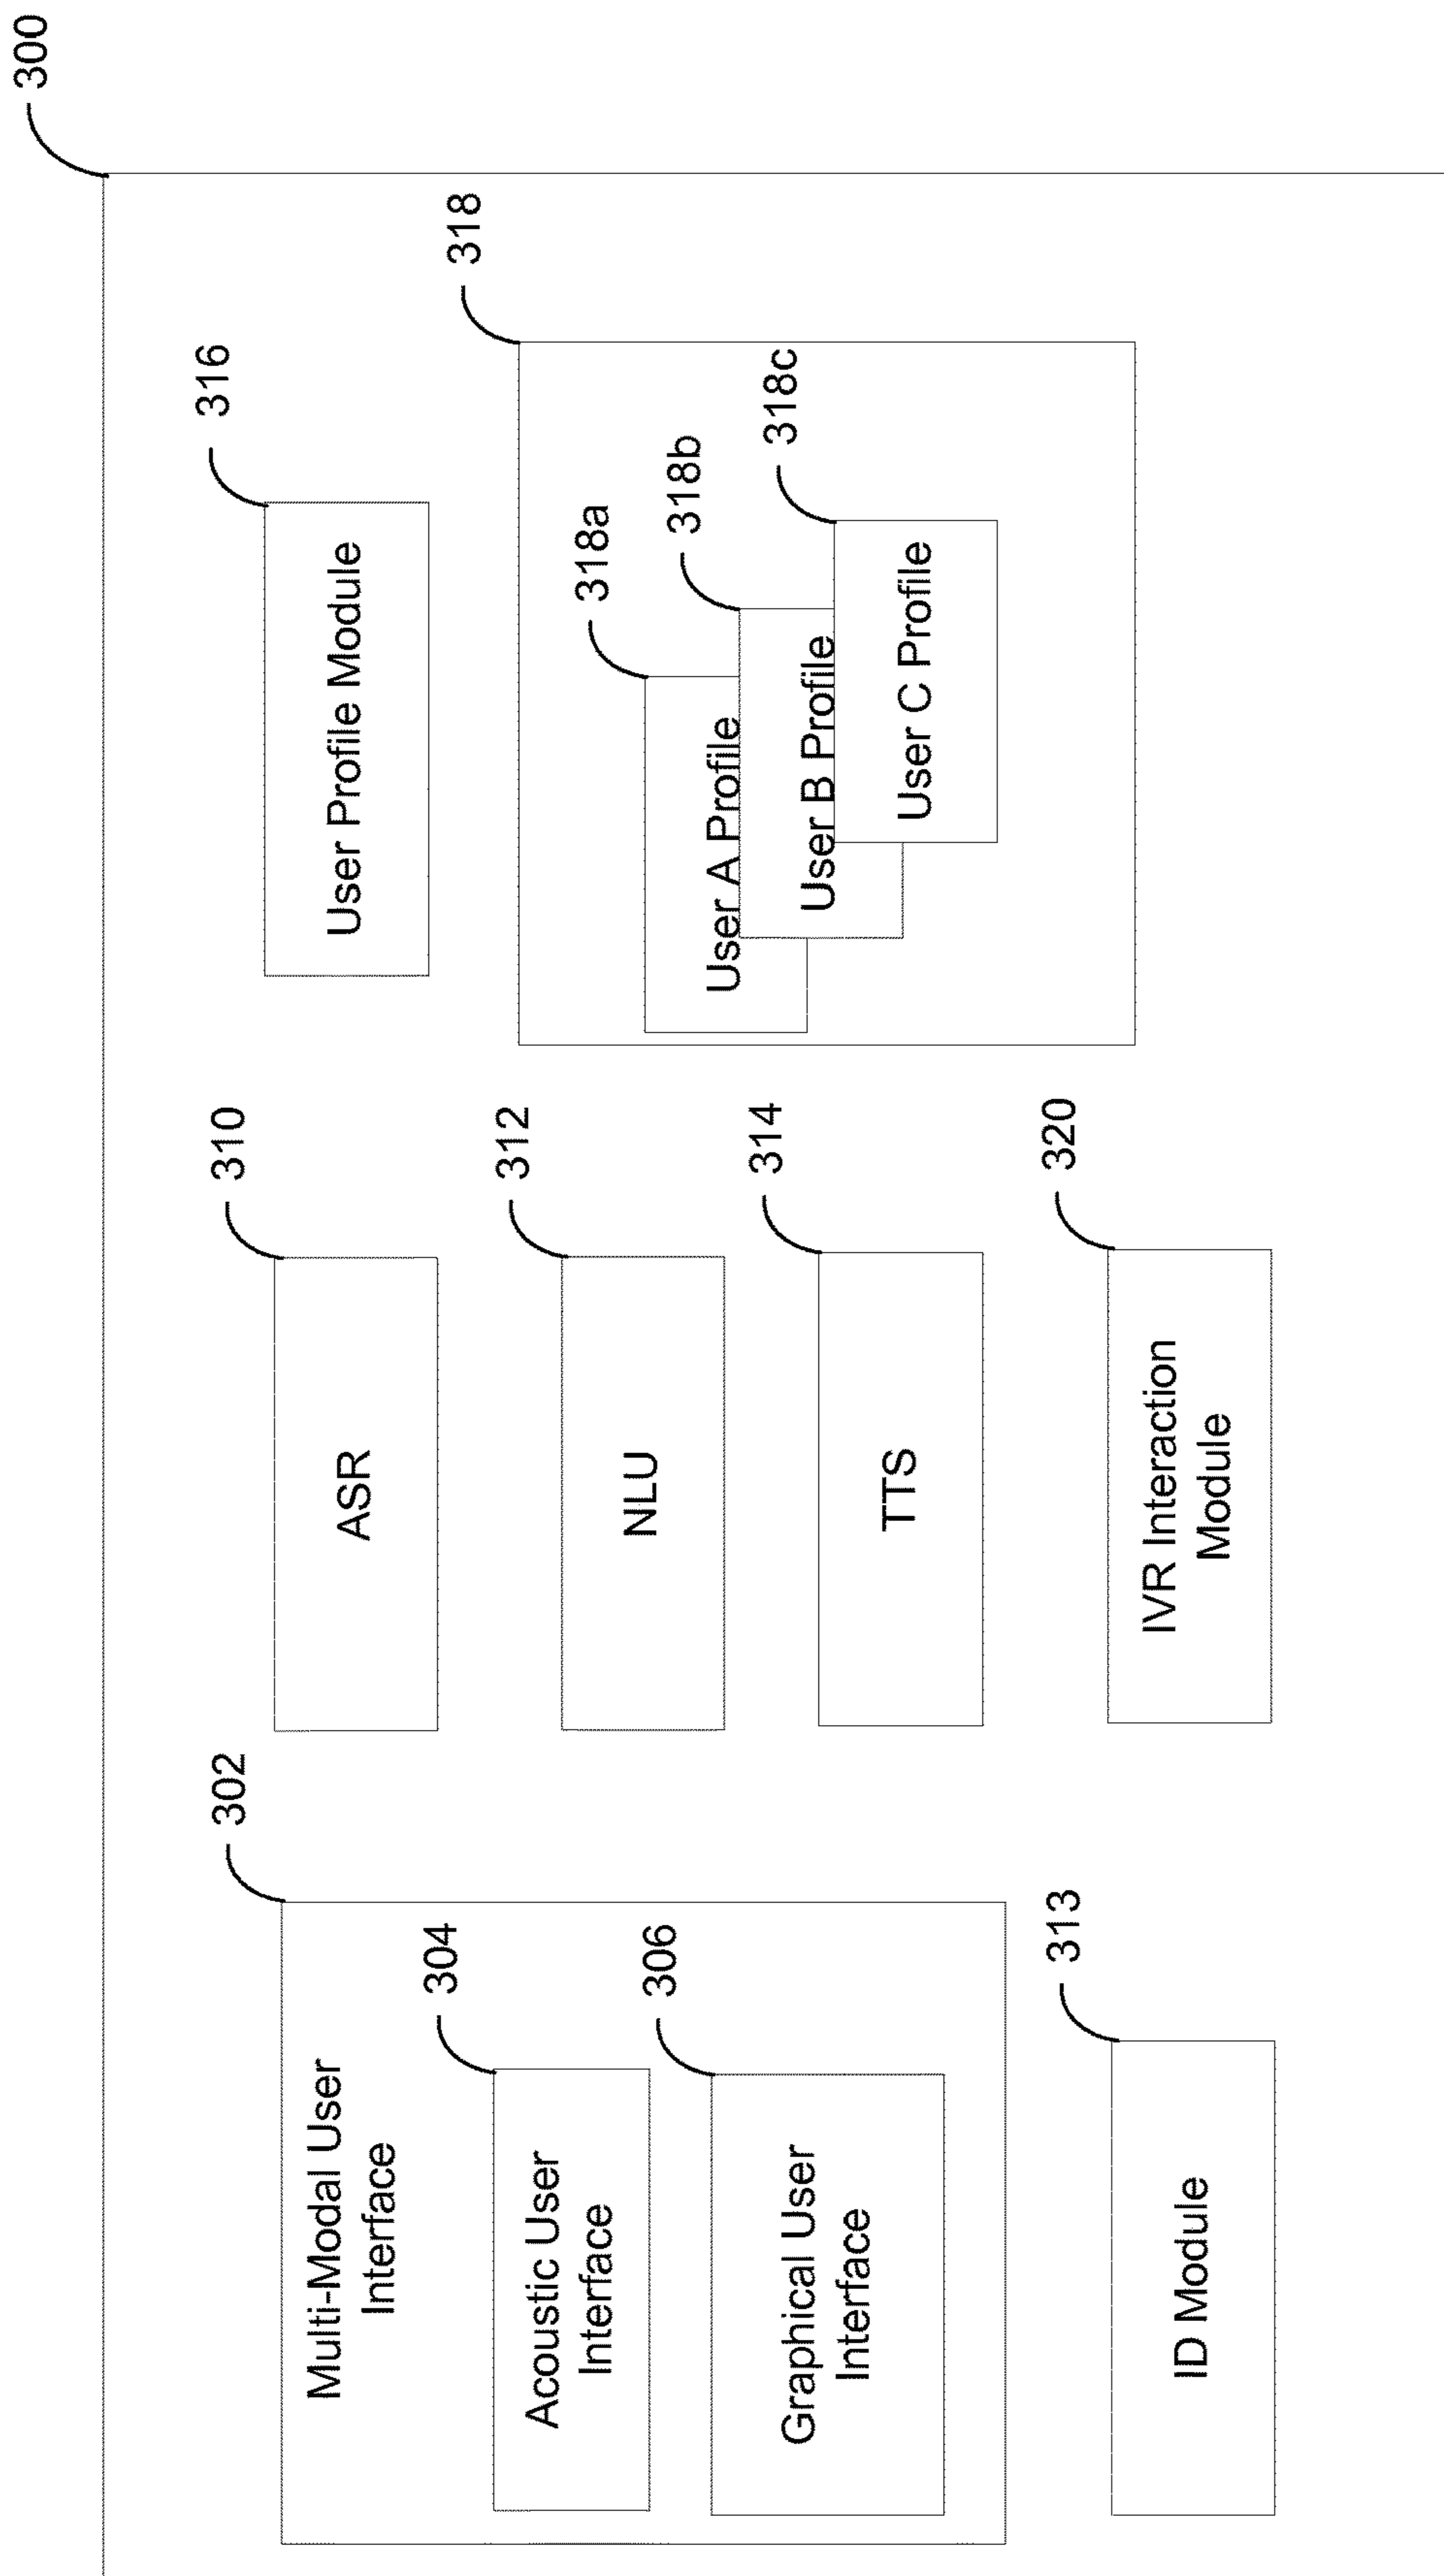 300
302
Multi-Modal User
Interface
304
Acoustic User
Interface
306
Graphical User
Interface
313
ID Module
310
ASR
312
NLU
314
TTS
320
IVR Interaction
Module
316
User Profile Module
318
318a
User A Profile
318b
User B Profile
318c
User C Profile